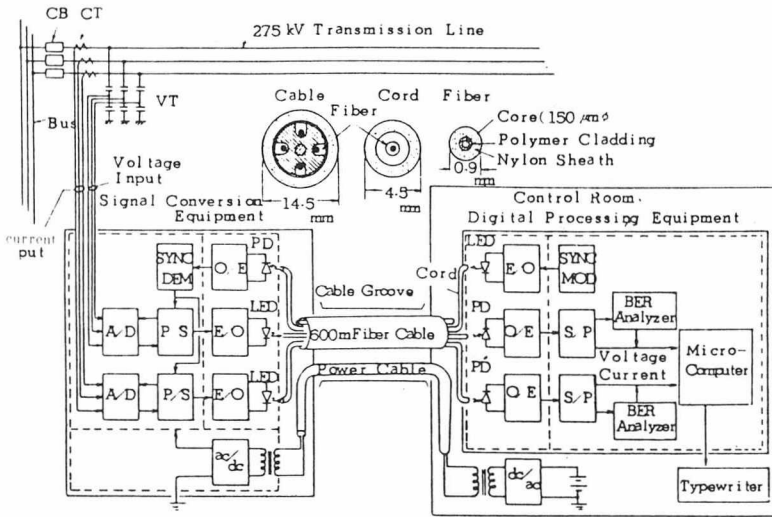 CB CT
275 kV Transmission Line
VT
Bus
Cable Cord Fiber
Fiber
Core(150 μmφ
Polymer Cladding
Nylon Sheath
14.5
mm
4.5
mm
0.9
mm
Voltage
Input
current
put
Signal Conversion
Equipment
Control Room.
Digital Processing Equipment
SYNC
DEM
O/E
PD
A/D
P/S
E/O
LED
A/D
P/S
E/O
LED
ac/
dc
Cable Groove
600m Fiber Cable
Power Cable
Cord
LED
E/O
SYNC
MOD
PD
O/E
S/P
PD
O/E
S/P
BER
Analyzer
Voltage
Current
BER
Analyzer
Micro-
Computer
dc/
ac
Typewriter